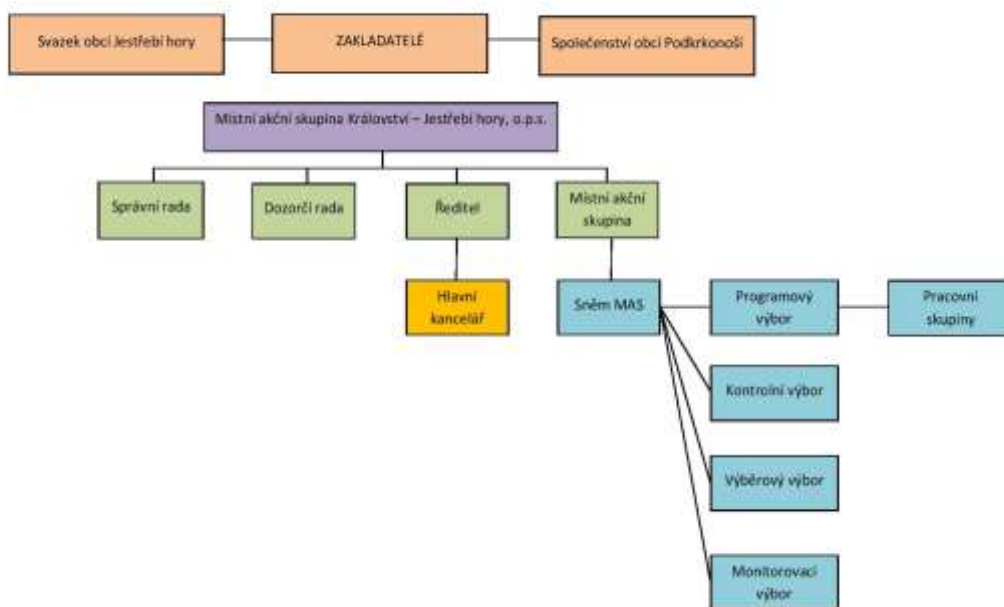 Svazek obcí Jestřebí hory
ZAKLADATELÉ
Společenství obcí Podkrkonoší
Místní akční skupina Království – Jestřebí hory, o.p.s.
Správní rada
Dozorčí rada
Ředitel
Místní akční
skupina
Hlavní
kancelář
Sněm MAS
Programový
výbor
Pracovní
skupiny
Kontrolní výbor
Výběrový výbor
Monitorovací
výbor